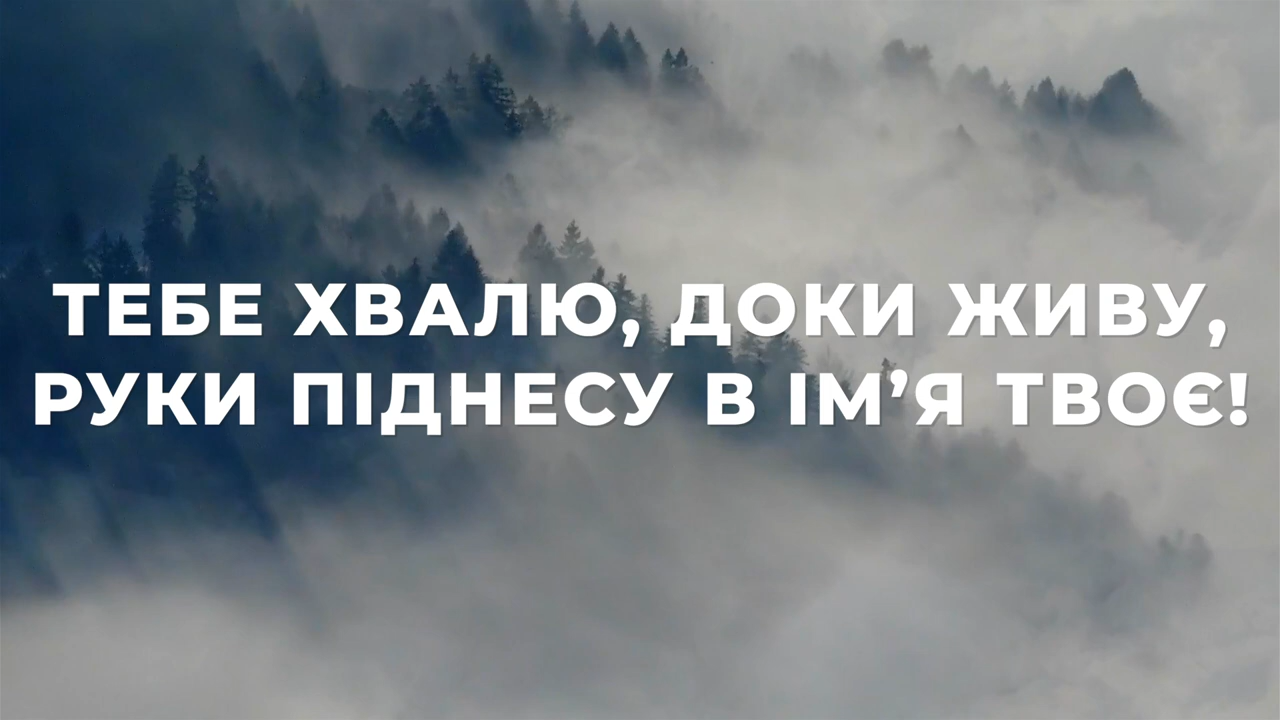 ТЕБЕ ХВАЛЮ, ДОКИ ЖИВУ,
РУКИ ПІДНЕСУ В ІМ’Я ТВОЄ!